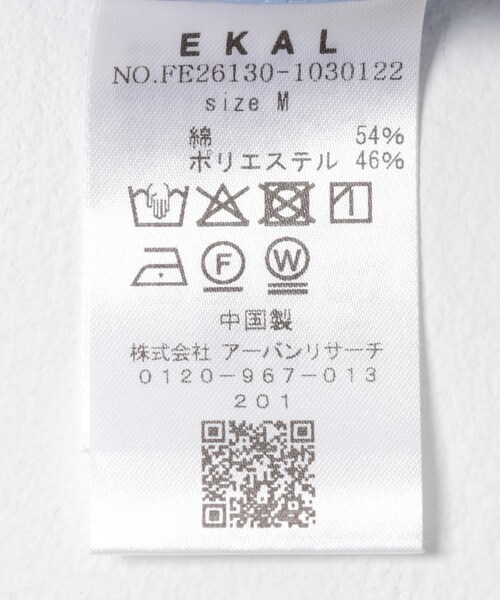 EKAL
NO.FE26130-1030122
size M
綿 54%
ポリエステル 46%
F W
中国製
株式会社 アーバンリサーチ
0120-967-013
201